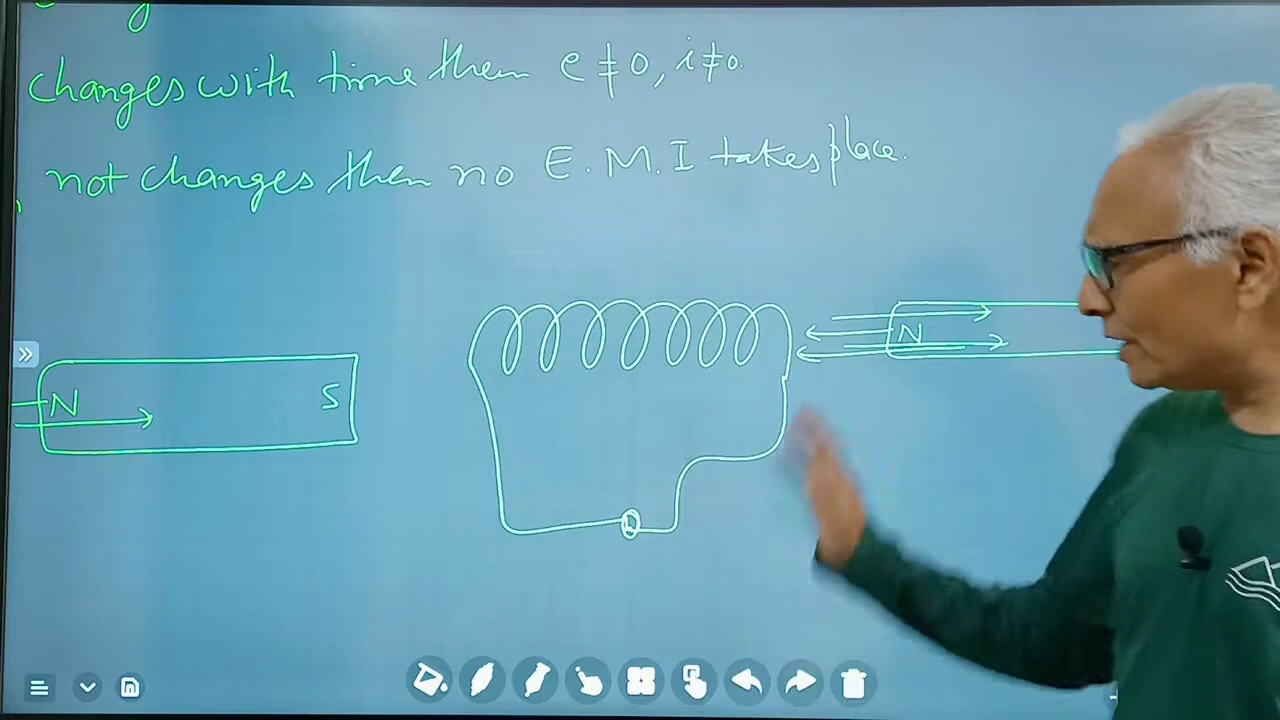 changes with time then e ≠ 0, i ≠ 0.
not changes then no E.M.I takes place.
N
N S